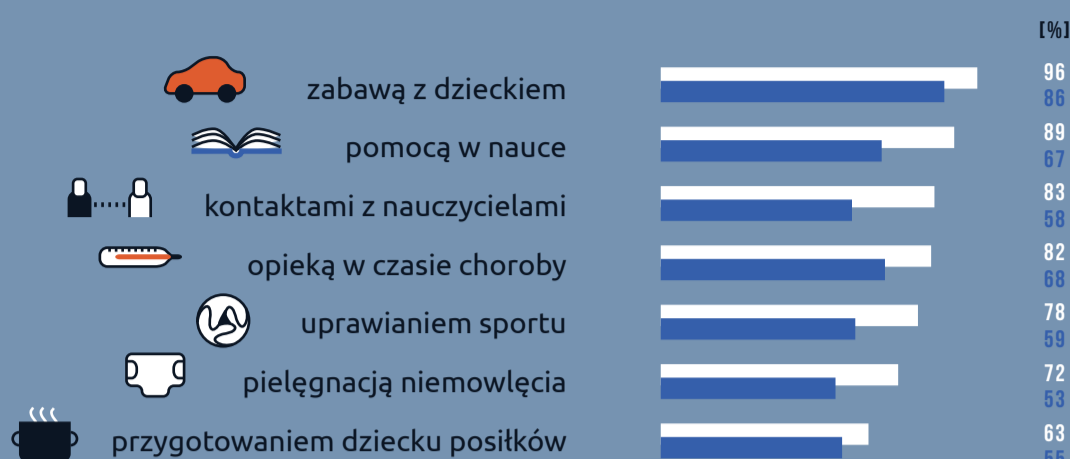 [%]
zabawą z dzieckiem 96
86
pomocą w nauce 89
67
kontaktami z nauczycielami 83
58
opieką w czasie choroby 82
68
uprawianiem sportu 78
59
pielęgnacją niemowlęcia 72
53
przygotowaniem dziecku posiłków 63